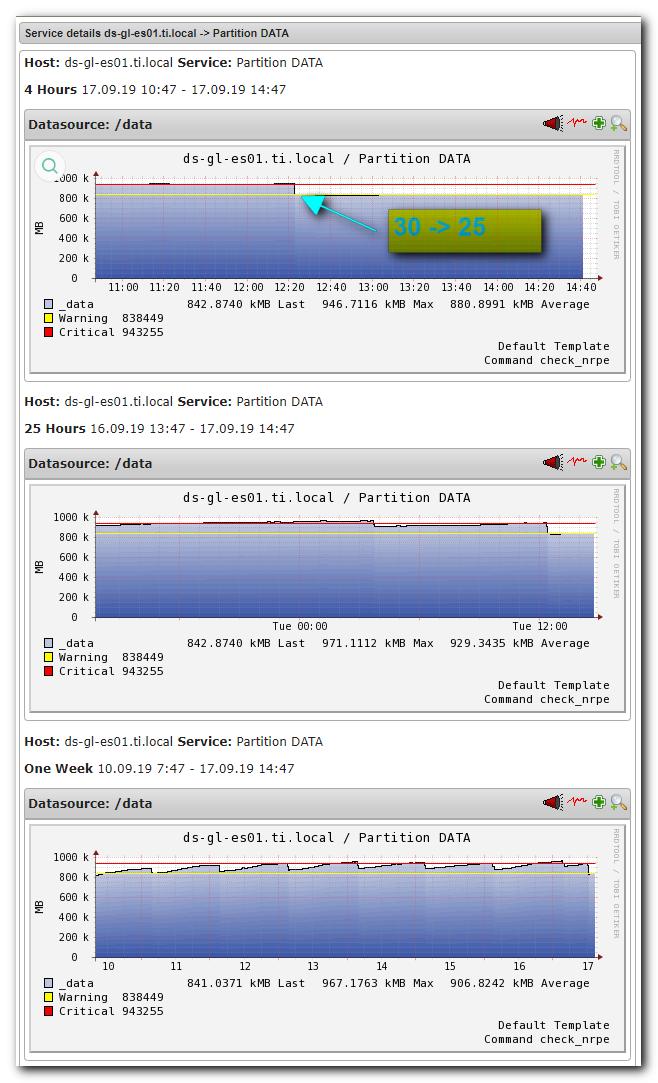 Service details ds-gl-es01.ti.local -> Partition DATA
Host: ds-gl-es01.ti.local Service: Partition DATA
4 Hours 17.09.19 10:47 - 17.09.19 14:47
Datasource: /data
ds-gl-es01.ti.local / Partition DATA
RRDTOOL / TOBI OETIKER
MB
1000 k
800 k
600 k
400 k
200 k
0
30 -> 25
11:00 11:20 11:40 12:00 12:20 12:40 13:00 13:20 13:40 14:00 14:20 14:40
_data 842.8740 kMB Last 946.7116 kMB Max 880.8991 kMB Average
Warning 838449
Critical 943255
Default Template
Command check_nrpe
Host: ds-gl-es01.ti.local Service: Partition DATA
25 Hours 16.09.19 13:47 - 17.09.19 14:47
Datasource: /data
ds-gl-es01.ti.local / Partition DATA
RRDTOOL / TOBI OETIKER
MB
1000 k
800 k
600 k
400 k
200 k
0
Tue 00:00 Tue 12:00
_data 842.8740 kMB Last 971.1112 kMB Max 929.3435 kMB Average
Warning 838449
Critical 943255
Default Template
Command check_nrpe
Host: ds-gl-es01.ti.local Service: Partition DATA
One Week 10.09.19 7:47 - 17.09.19 14:47
Datasource: /data
ds-gl-es01.ti.local / Partition DATA
RRDTOOL / TOBI OETIKER
MB
1000 k
800 k
600 k
400 k
200 k
0
10 11 12 13 14 15 16 17
_data 841.0371 kMB Last 967.1763 kMB Max 906.8242 kMB Average
Warning 838449
Critical 943255
Default Template
Command check_nrpe